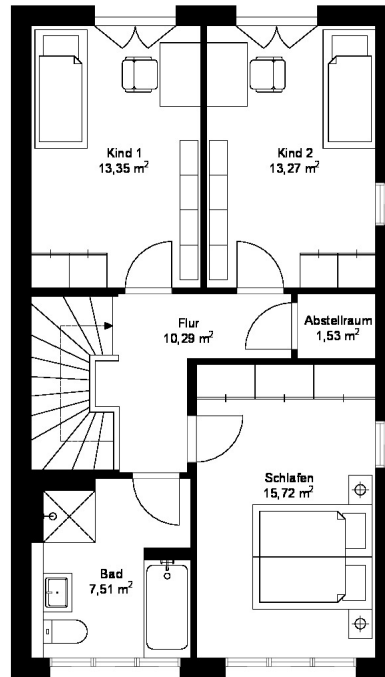 Kind 1
13,35 m²
Kind 2
13,27 m²
Flur
10,29 m²
Abstellraum
1,53 m²
Schlafen
15,72 m²
Bad
7,51 m²